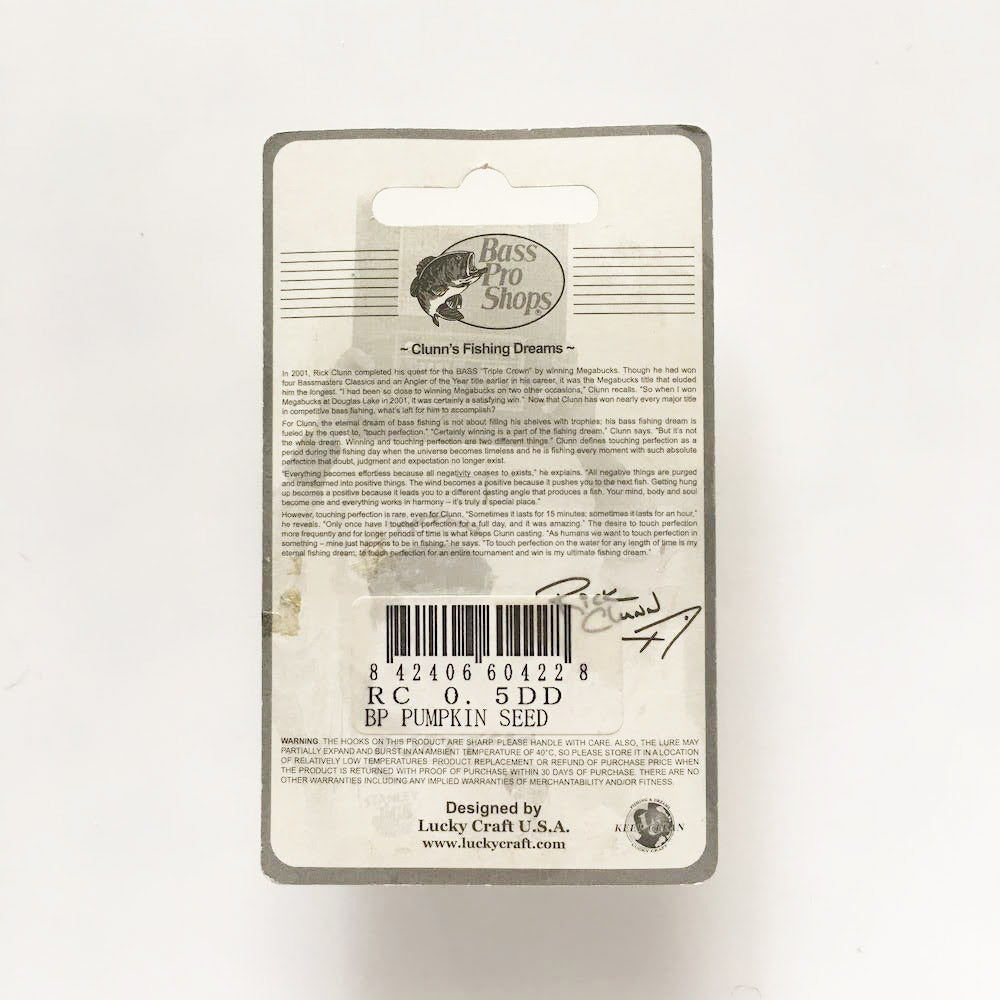 Bass
Pro
Shops®
~ Clunn's Fishing Dreams ~
In 2001, Rick Clunn completed his quest for the BASS "Triple Crown" by winning Megabucks. Though he had won
four Bassmasters Classics and an Angler of the Year title earlier in his career, it was the Megabucks title that eluded
him the longest. "I had been so close to winning Megabucks on two other occasions," Clunn recalls. "So when I won
Megabucks at Douglas Lake in 2001, it was certainly a satisfying win." Now that Clunn has won nearly every major title
in competitive bass fishing, what's left for him to accomplish?
For Clunn, the eternal dream of bass fishing is not about filling his shelves with trophies; his bass fishing dream is
fueled by the quest to, "touch perfection." "Certainly winning is a part of the fishing dream," Clunn says. "But it's not
the whole dream. Winning and touching perfection are two different things." Clunn defines touching perfection as a
period during the fishing day when the universe becomes timeless and he is fishing every moment with such absolute
perfection that doubt, judgment and expectation no longer exist.
"Everything becomes effortless because all negativity ceases to exists," he explains. "All negative things are purged
and transformed into positive things. The wind becomes a positive because it pushes you to the next fish. Getting hung
up becomes a positive because it leads you to a different casting angle that produces a fish. Your mind, body and soul
become one and everything works in harmony – it's truly a special place."
However, touching perfection is rare, even for Clunn. "Sometimes it lasts for 15 minutes; sometimes it lasts for an hour,"
he reveals. "Only once have I touched perfection for a full day, and it was amazing." The desire to touch perfection
more frequently and for longer periods of time is what keeps Clunn casting. "As humans we want to touch perfection in
something – mine just happens to be in fishing," he says. "To touch perfection on the water for any length of time is my
eternal fishing dream; to touch perfection for an entire tournament and win is my ultimate fishing dream."
Rick
Clunn
8 42406 60422 8
RC 0. 5DD
BP PUMPKIN SEED
WARNING THE HOOKS ON THIS PRODUCT ARE SHARP. PLEASE HANDLE WITH CARE. ALSO, THE LURE MAY
PARTIALLY EXPAND AND BURST IN AN AMBIENT TEMPERATURE OF 40°C, SO PLEASE STORE IT IN A LOCATION
OF RELATIVELY LOW TEMPERATURES. PRODUCT REPLACEMENT OR REFUND OF PURCHASE PRICE WHEN
THE PRODUCT IS RETURNED WITH PROOF OF PURCHASE WITHIN 30 DAYS OF PURCHASE. THERE ARE NO
OTHER WARRANTIES INCLUDING ANY IMPLIED WARRANTIES OF MERCHANTABILITY AND/OR FITNESS.
Designed by
Lucky Craft U.S.A.
www.luckycraft.com
KEEP CLEAN
LUCKY CRAFT